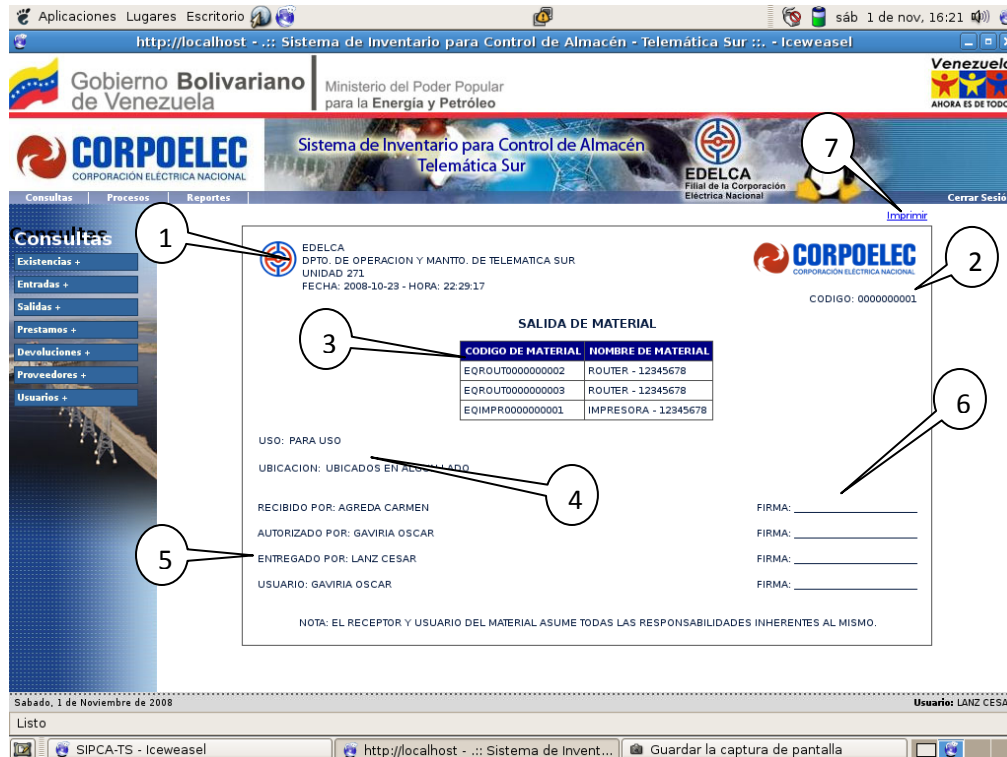 Aplicaciones Lugares Escritorio
sáb 1 de nov, 16:21
http://localhost - .:: Sistema de Inventario para Control de Almacén - Telemática Sur ::. - Iceweasel
Gobierno Bolivariano
de Venezuela
Ministerio del Poder Popular
para la Energía y Petróleo
Venezuela
AHORA ES DE TODO
CORPOELEC
CORPORACIÓN ELÉCTRICA NACIONAL
Sistema de Inventario para Control de Almacén
Telemática Sur
EDELCA
Filial de la Corporación
Eléctrica Nacional
7
Consultas Procesos Reportes
Cerrar Sesio
Imprimir
Consultas
Existencias +
Entradas +
Salidas +
Prestamos +
Devoluciones +
Proveedores +
Usuarios +
1
EDELCA
DPTO. DE OPERACION Y MANTTO. DE TELEMATICA SUR
UNIDAD 271
FECHA: 2008-10-23 - HORA: 22:29:17
CORPOELEC
CORPORACIÓN ELÉCTRICA NACIONAL
2
CODIGO: 0000000001
SALIDA DE MATERIAL
3
CODIGO DE MATERIAL NOMBRE DE MATERIAL
EQROUT0000000002 ROUTER - 12345678
EQROUT0000000003 ROUTER - 12345678
EQIMPR0000000001 IMPRESORA - 12345678
6
USO: PARA USO
UBICACION: UBICADOS EN ALGUN LADO
4
RECIBIDO POR: AGREDA CARMEN FIRMA:
AUTORIZADO POR: GAVIRIA OSCAR FIRMA:
5
ENTREGADO POR: LANZ CESAR FIRMA:
USUARIO: GAVIRIA OSCAR FIRMA:
NOTA: EL RECEPTOR Y USUARIO DEL MATERIAL ASUME TODAS LAS RESPONSABILIDADES INHERENTES AL MISMO.
Sabado, 1 de Noviembre de 2008
Usuario: LANZ CESA
Listo
SIPCA-TS - Iceweasel
http://localhost - .:: Sistema de Invent...
Guardar la captura de pantalla